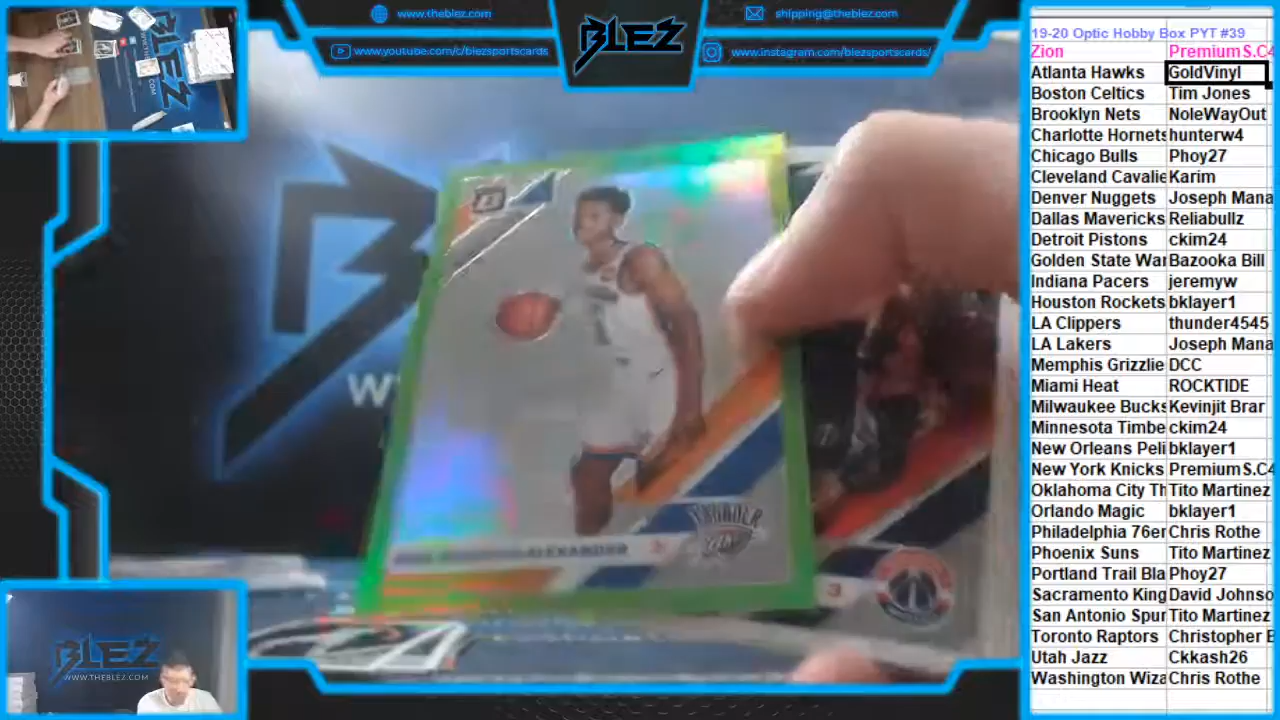 www.theblez.com
shipping@theblez.com
BLEZ
www.youtube.com/c/blezsportscards
www.instagram.com/blezsportscards/
19-20 Optic Hobby Box PYT #39
Zion PremiumS.C4
Atlanta Hawks GoldVinyl
Boston Celtics Tim Jones
Brooklyn Nets NoleWayOut
Charlotte Hornets hunterw4
Chicago Bulls Phoy27
Cleveland Cavalie Karim
Denver Nuggets Joseph Mana
Dallas Mavericks Reliabullz
Detroit Pistons ckim24
Golden State War Bazooka Bill
Indiana Pacers jeremyw
Houston Rockets bklayer1
LA Clippers thunder4545
LA Lakers Joseph Mana
Memphis Grizzlie DCC
Miami Heat ROCKTIDE
Milwaukee Bucks Kevinjit Brar
Minnesota Timbe ckim24
New Orleans Peli bklayer1
New York Knicks PremiumS.C4
Oklahoma City Th Tito Martinez
Orlando Magic bklayer1
Philadelphia 76er Chris Rothe
Phoenix Suns Tito Martinez
Portland Trail Bla Phoy27
Sacramento King David Johnso
San Antonio Spur Tito Martinez
Toronto Raptors Christopher E
Utah Jazz Ckkash26
Washington Wiza Chris Rothe
W
ALEXANDER
THUNDER
3
BLEZ
WWW.THEBLEZ.COM